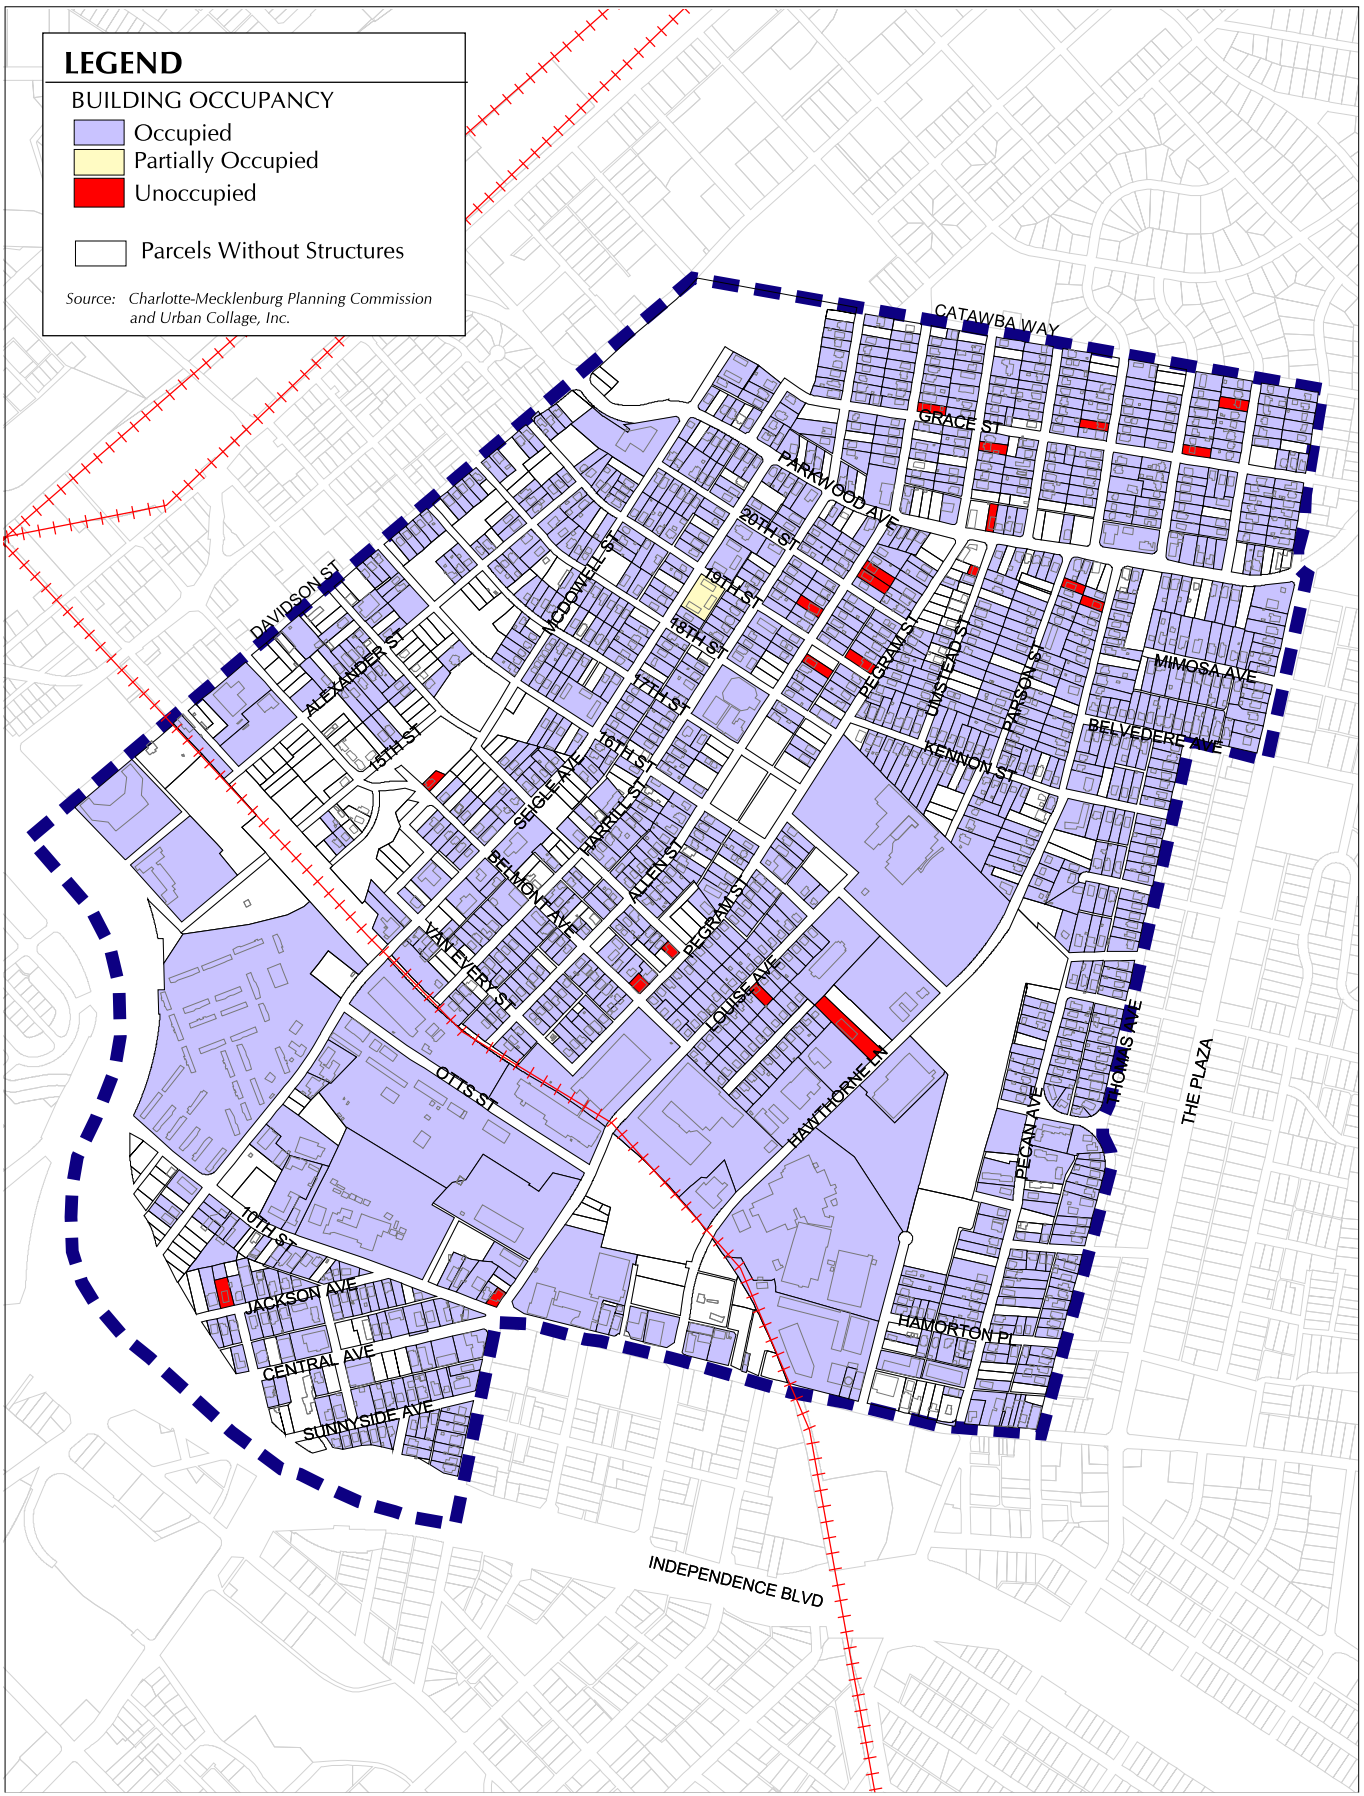 LEGEND
BUILDING OCCUPANCY
Occupied
Partially Occupied
Unoccupied
Parcels Without Structures
Source: Charlotte-Mecklenburg Planning Commission
and Urban Collage, Inc.
CATAWBA WAY
GRACE ST
PARKWOOD AVE
20TH ST
19TH ST
18TH ST
17TH ST
16TH ST
15TH ST
DAVIDSON ST
ALEXANDER ST
MCDOWELL ST
PEGRAM ST
UMSTEAD ST
PARSON ST
MIMOSA AVE
BELVEDERE AVE
KENNON ST
SEIGLE AVE
HARRILL ST
ALLEN ST
BELMONT AVE
PEGRAM ST
VAN EVERY ST
LOUISE AVE
OTTS ST
HAWTHORNE LN
THOMAS AVE
THE PLAZA
PECAN AVE
10TH ST
JACKSON AVE
CENTRAL AVE
SUNNYSIDE AVE
HAMORTON PL
INDEPENDENCE BLVD